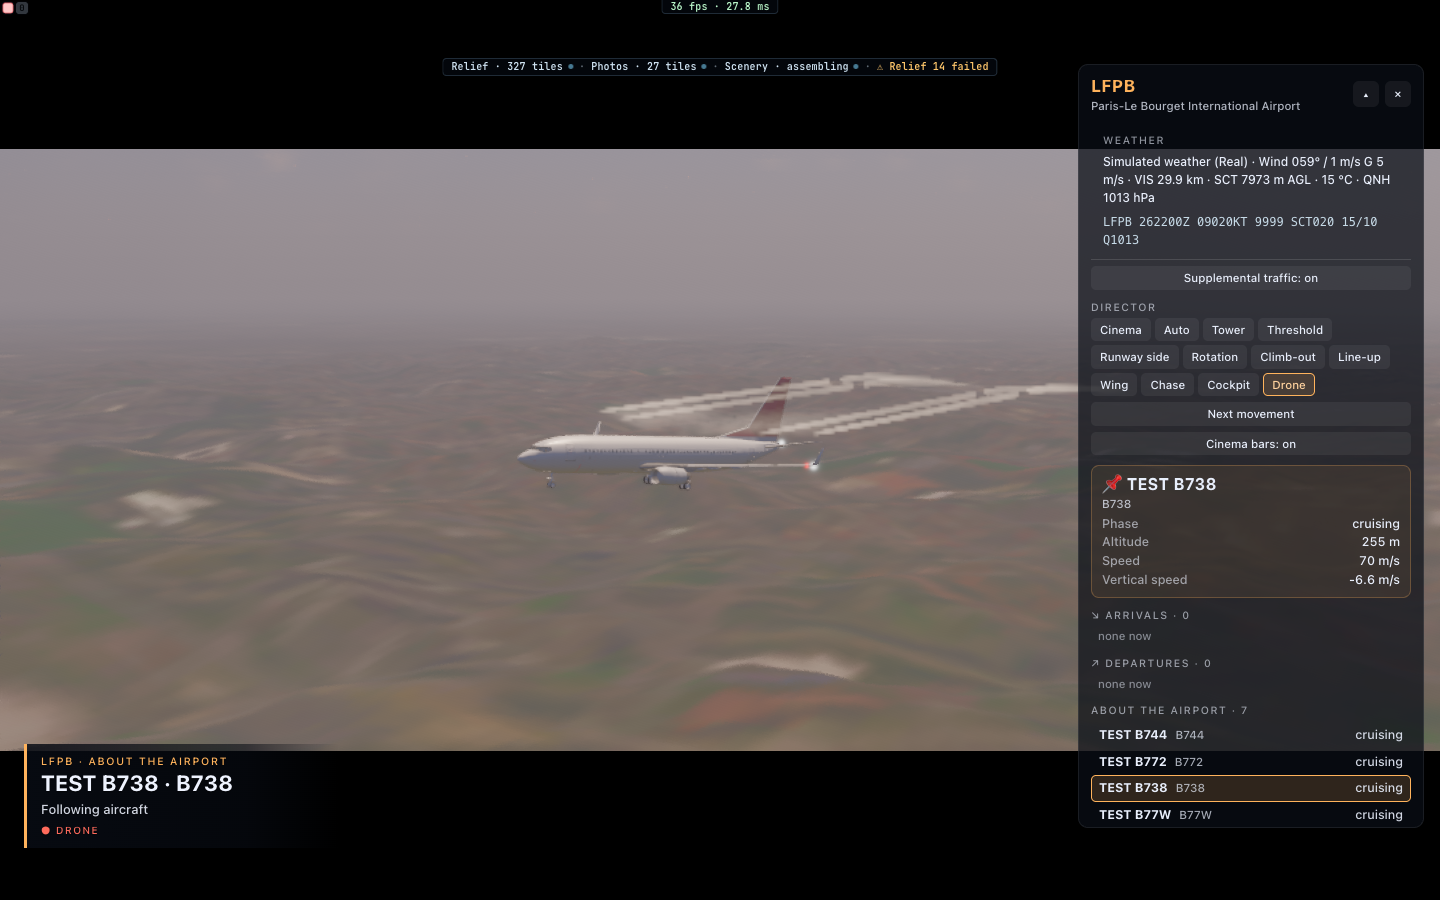 36 fps · 27.8 ms
Relief · 327 tiles · Photos · 27 tiles · Scenery · assembling · ⚠ Relief 14 failed
LFPB
Paris-Le Bourget International Airport
WEATHER
Simulated weather (Real) · Wind 059° / 1 m/s G 5
m/s · VIS 29.9 km · SCT 7973 m AGL · 15 °C · QNH
1013 hPa
LFPB 262200Z 09020KT 9999 SCT020 15/10
Q1013
Supplemental traffic: on
DIRECTOR
Cinema Auto Tower Threshold
Runway side Rotation Climb-out Line-up
Wing Chase Cockpit Drone
Next movement
Cinema bars: on
📌 TEST B738
B738
Phase cruising
Altitude 255 m
Speed 70 m/s
Vertical speed -6.6 m/s
↘ ARRIVALS · 0
none now
↗ DEPARTURES · 0
none now
ABOUT THE AIRPORT · 7
TEST B744 B744 cruising
TEST B772 B772 cruising
TEST B738 B738 cruising
TEST B77W B77W cruising
LFPB · ABOUT THE AIRPORT
TEST B738 · B738
Following aircraft
DRONE